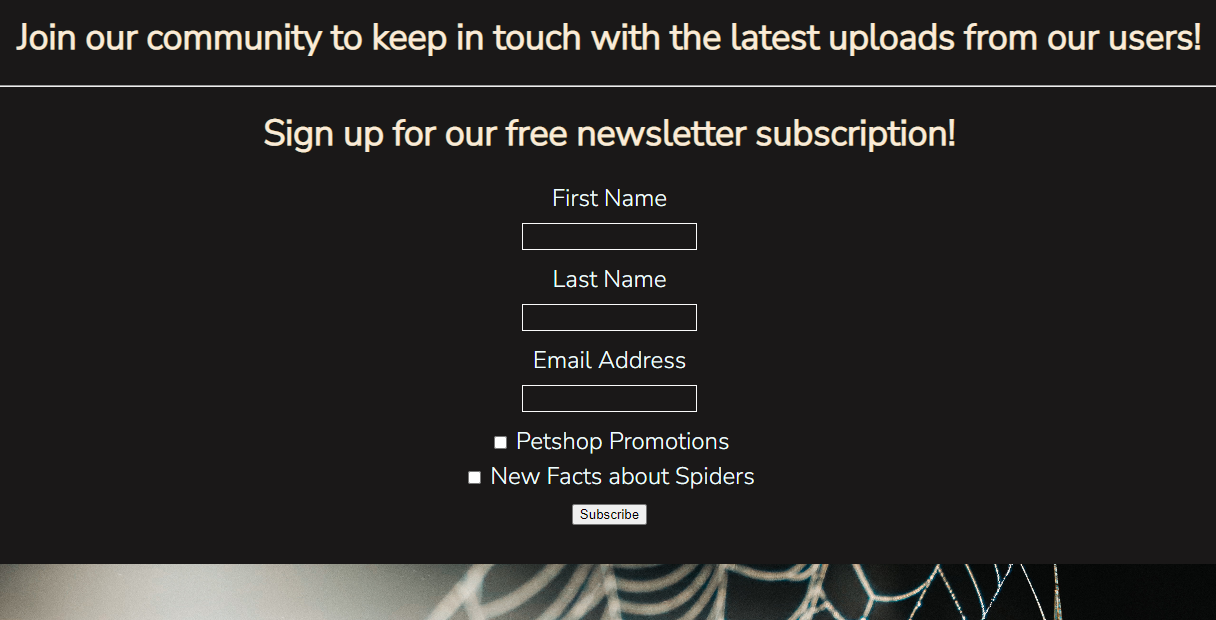 Join our community to keep in touch with the latest uploads from our users!
Sign up for our free newsletter subscription!
First Name
Last Name
Email Address
Petshop Promotions
New Facts about Spiders
Subscribe